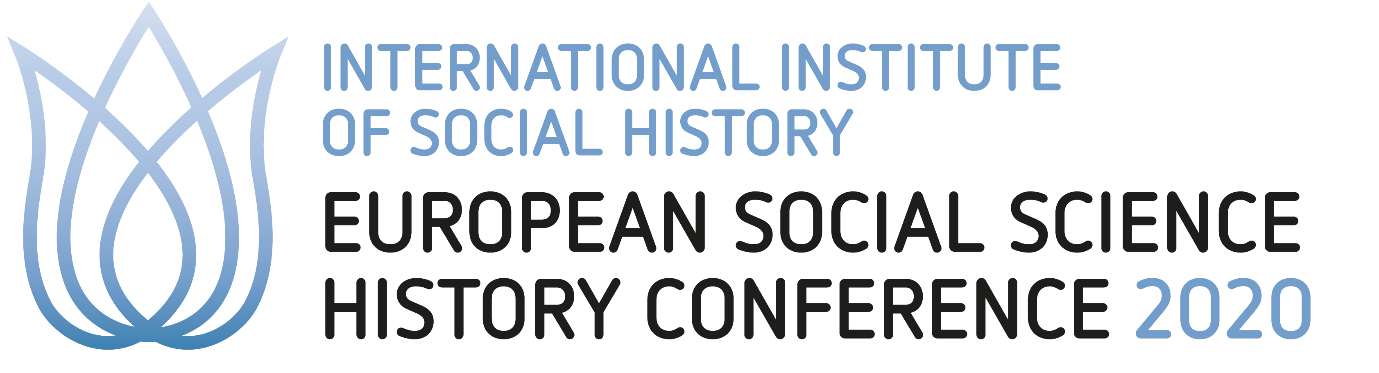 INTERNATIONAL INSTITUTE
OF SOCIAL HISTORY
EUROPEAN SOCIAL SCIENCE
HISTORY CONFERENCE 2020